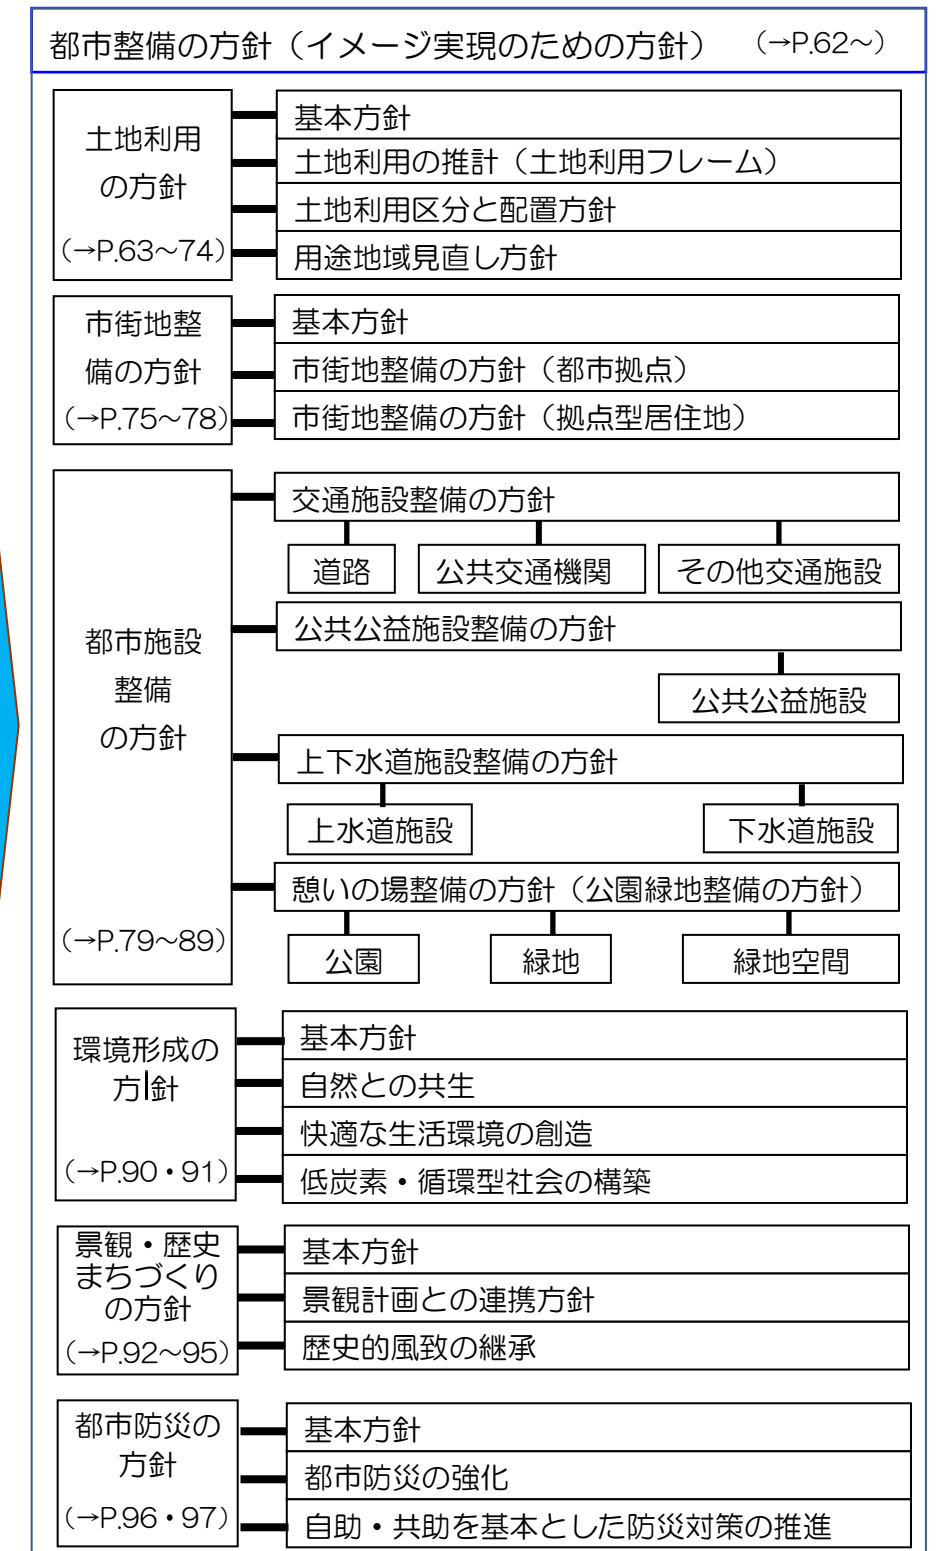 都市整備の方針（イメージ実現のための方針）　（→P.62～）
土地利用
の方針
（→P.63～74）
基本方針
土地利用の推計（土地利用フレーム）
土地利用区分と配置方針
用途地域見直し方針
市街地整
備の方針
（→P.75～78）
基本方針
市街地整備の方針（都市拠点）
市街地整備の方針（拠点型居住地）
都市施設
整備
の方針
（→P.79～89）
交通施設整備の方針
道路
公共交通機関
その他交通施設
公共公益施設整備の方針
公共公益施設
上下水道施設整備の方針
上水道施設
下水道施設
憩いの場整備の方針（公園緑地整備の方針）
公園
緑地
緑地空間
環境形成の
方針
（→P.90・91）
基本方針
自然との共生
快適な生活環境の創造
低炭素・循環型社会の構築
景観・歴史
まちづくり
の方針
（→P.92～95）
基本方針
景観計画との連携方針
歴史的風致の継承
都市防災の
方針
（→P.96・97）
基本方針
都市防災の強化
自助・共助を基本とした防災対策の推進